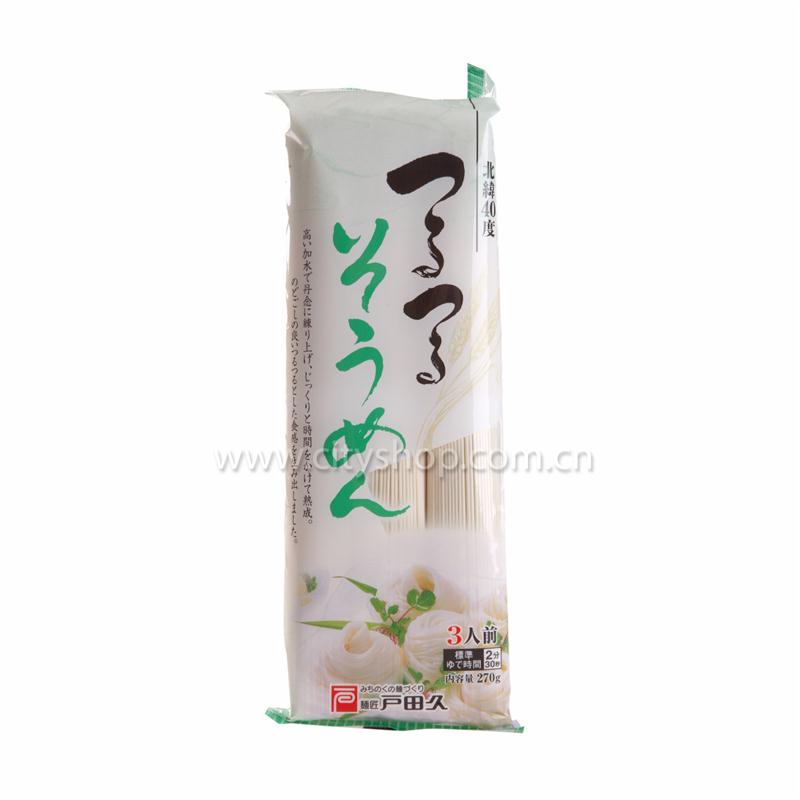 北緯40度
つるつる
そうめん
高い加水で丹念に練り上げ、じっくりと時間をかけて熟成。
のどごしの良いつるつるとした食感を生み出しました。
www.cityshop.com.cn
3人前
標準
ゆで時間
2分
30秒
内容量 270g
みちのくの麺づくり
麺匠 戸田久